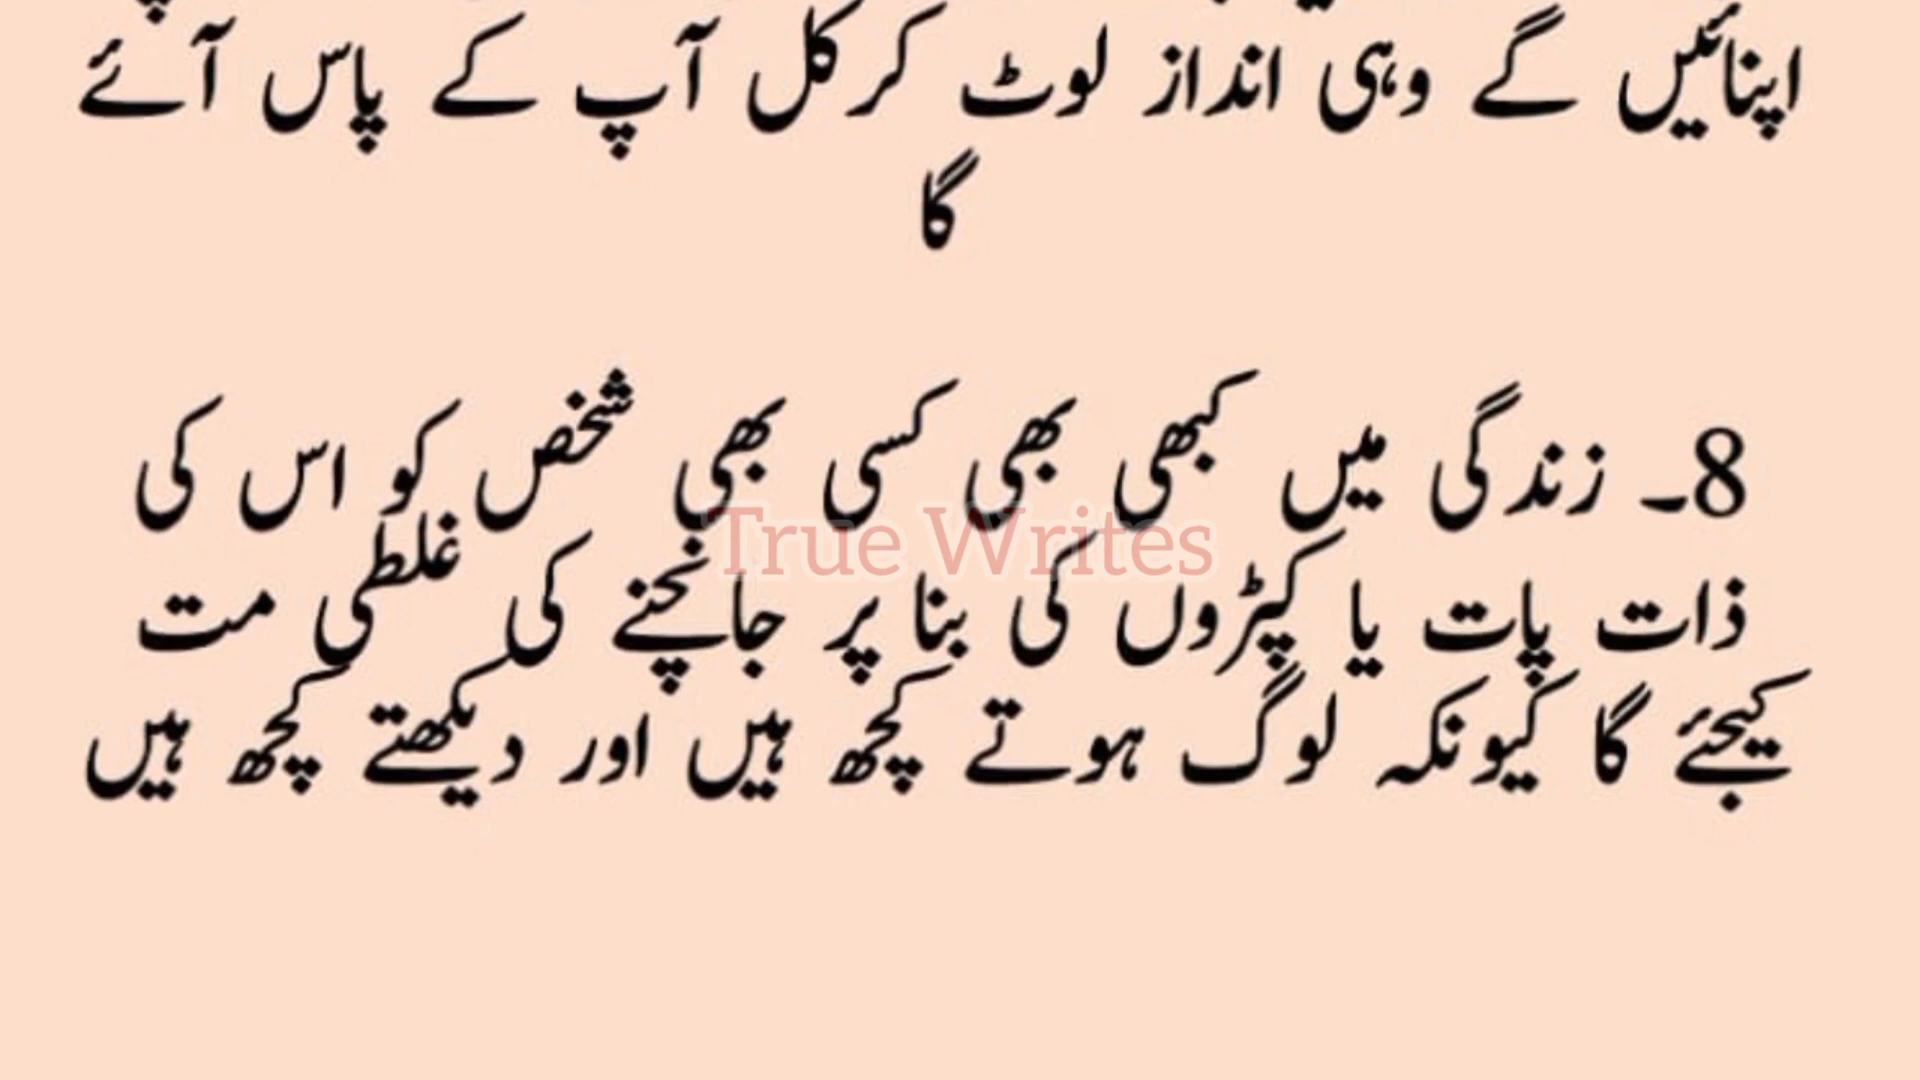 اپنائیں گے وہی انداز لوٹ کر کل آپ کے پاس آئے
گا
8۔ زندگی میں کبھی بھی کسی بھی شخص کو اس کی
True Writes
ذات پات یا کپڑوں کی بنا پر جانچنے کی غلطی مت
کیجئے گا کیونکہ لوگ ہوتے کچھ ہیں اور دیکھتے کچھ ہیں